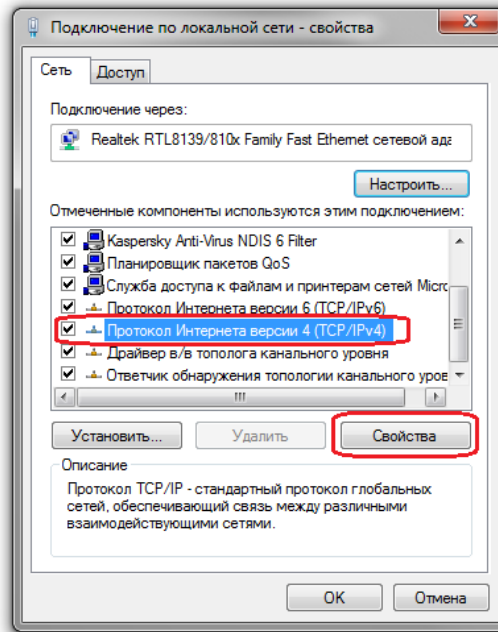 Подключение по локальной сети - свойства
Сеть
Доступ
Подключение через:
Realtek RTL8139/810x Family Fast Ethernet сетевой ада
Настроить...
Отмеченные компоненты используются этим подключением:
Kaspersky Anti-Virus NDIS 6 Filter
Планировщик пакетов QoS
Служба доступа к файлам и принтерам сетей Micro
Протокол Интернета версии 6 (TCP/IPv6)
Протокол Интернета версии 4 (TCP/IPv4)
Драйвер в/в тополога канального уровня
Ответчик обнаружения топологии канального уров
Установить...
Удалить
Свойства
Описание
Протокол TCP/IP - стандартный протокол глобальных
сетей, обеспечивающий связь между различными
взаимодействующими сетями.
OK
Отмена